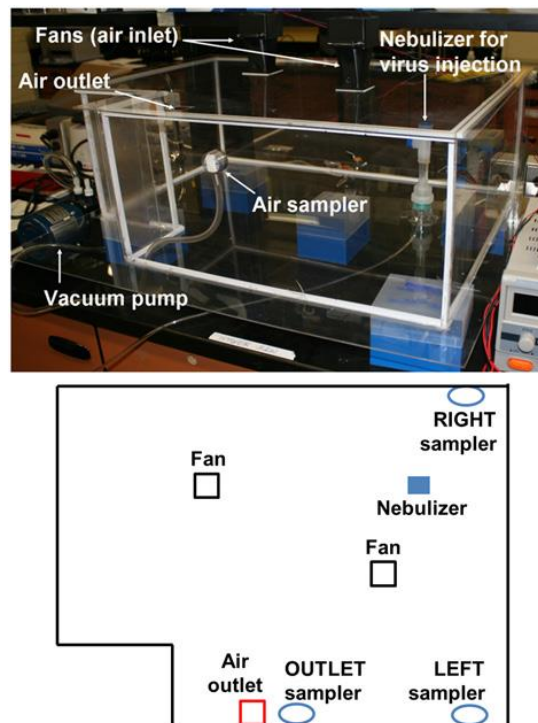 Fans (air inlet)
Nebulizer for
virus injection
Air outlet
Air sampler
Vacuum pump
RIGHT
sampler
Fan
Nebulizer
Fan
Air
outlet
OUTLET
sampler
LEFT
sampler